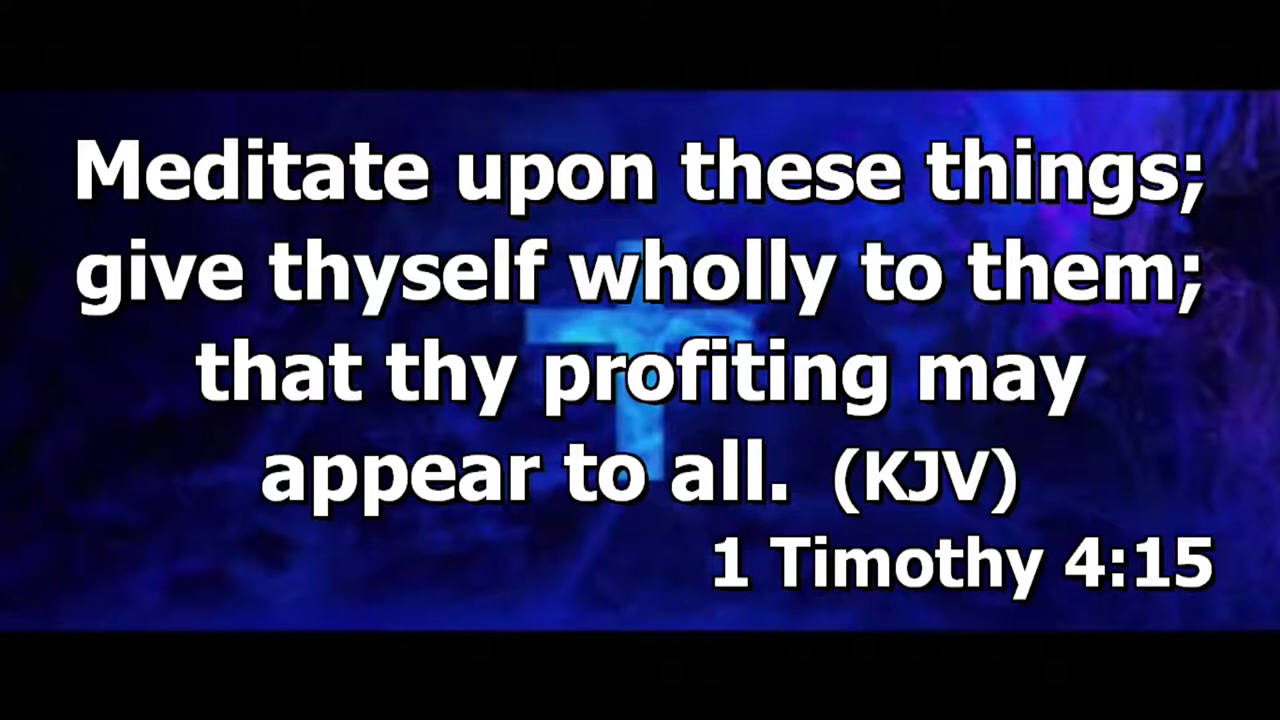 Meditate upon these things;
give thyself wholly to them;
that thy profiting may
appear to all. (KJV)
1 Timothy 4:15